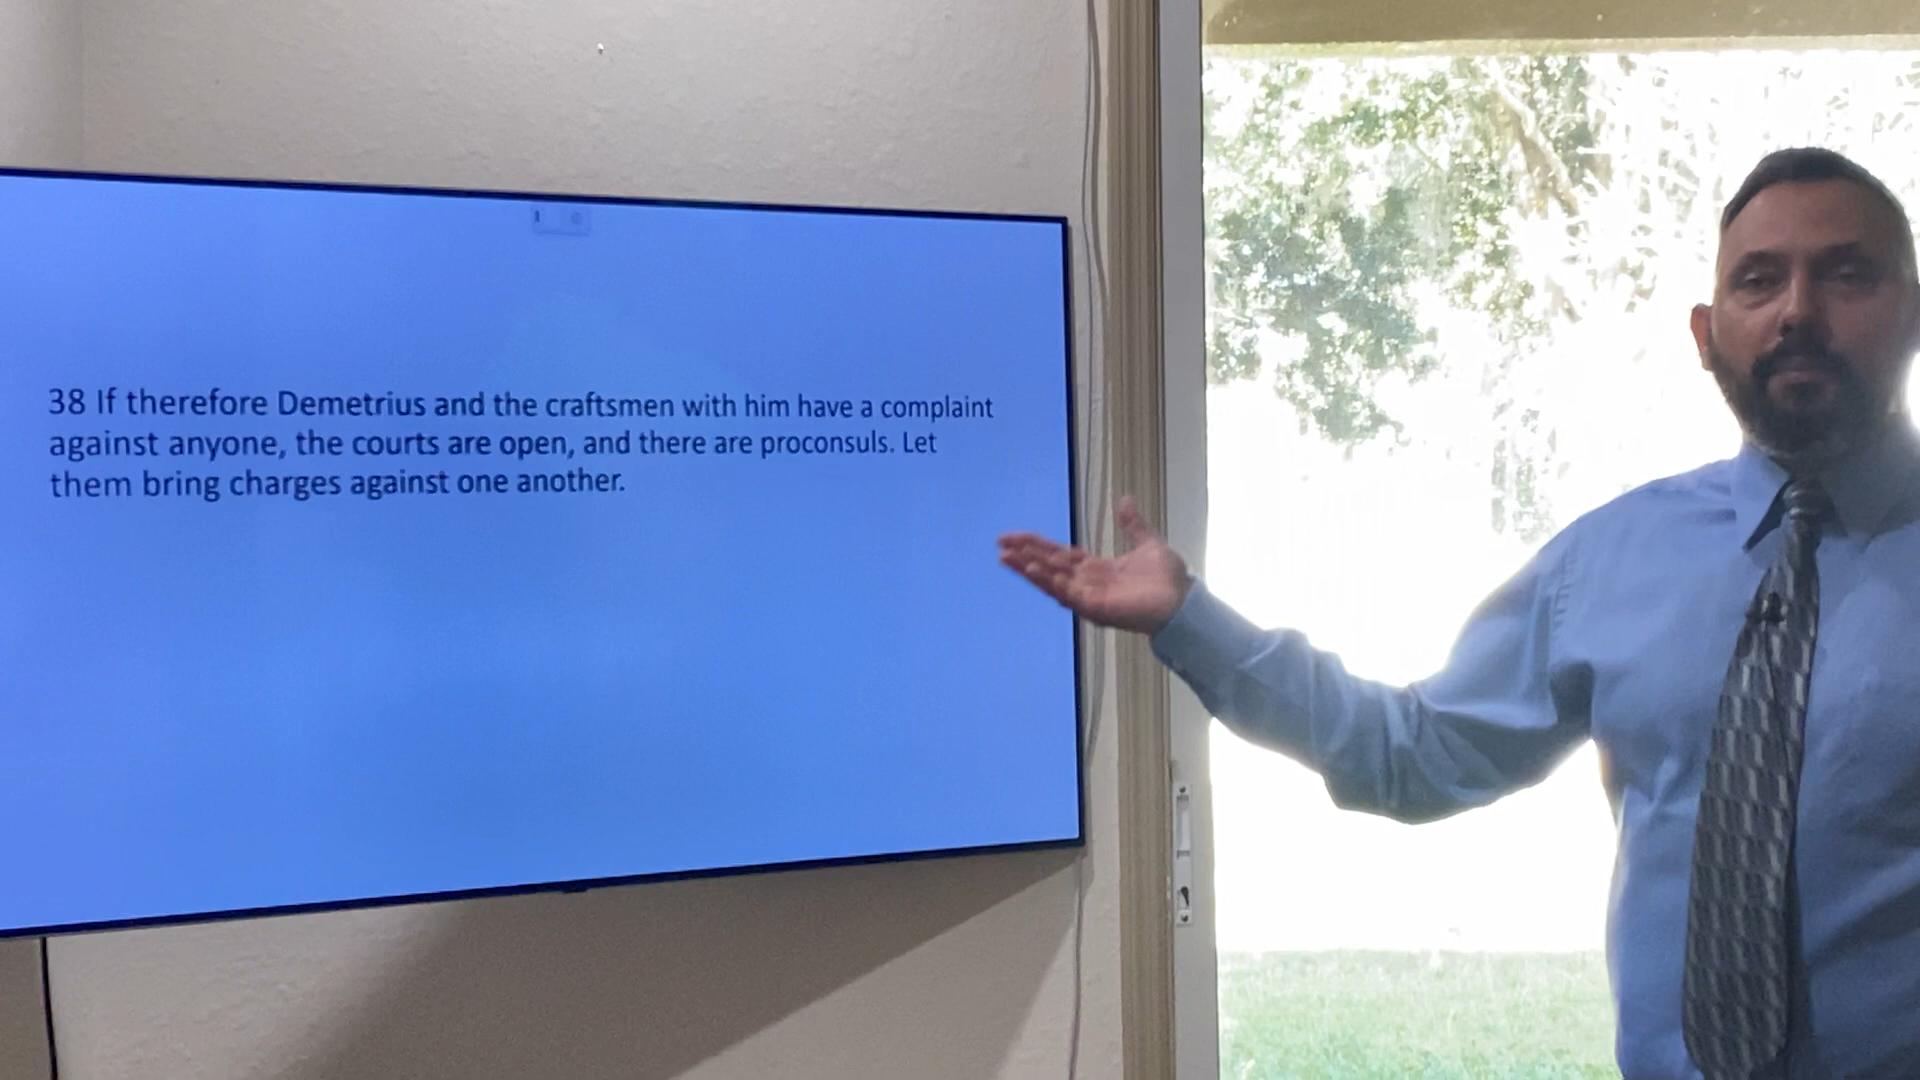 38 If therefore Demetrius and the craftsmen with him have a complaint
against anyone, the courts are open, and there are proconsuls. Let
them bring charges against one another.